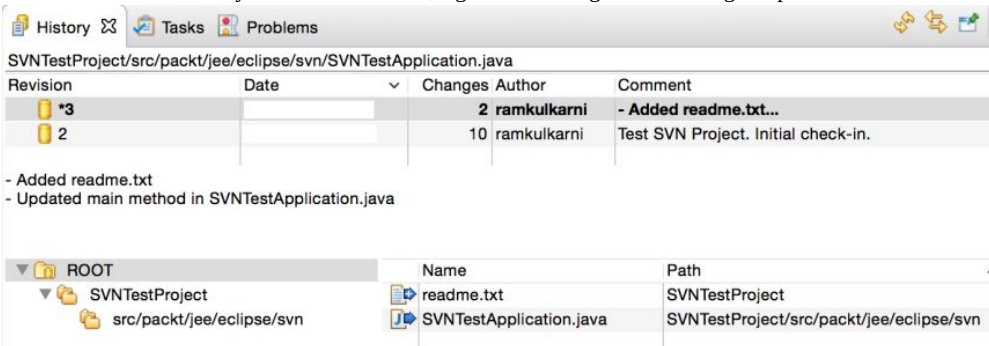 History Tasks Problems
SVNTestProject/src/packt/jee/eclipse/svn/SVNTestApplication.java
Revision Date Changes Author Comment
*3 2 ramkulkarni - Added readme.txt...
2 10 ramkulkarni Test SVN Project. Initial check-in.
- Added readme.txt
- Updated main method in SVNTestApplication.java
ROOT Name Path
SVNTestProject readme.txt SVNTestProject
src/packt/jee/eclipse/svn SVNTestApplication.java SVNTestProject/src/packt/jee/eclipse/svn